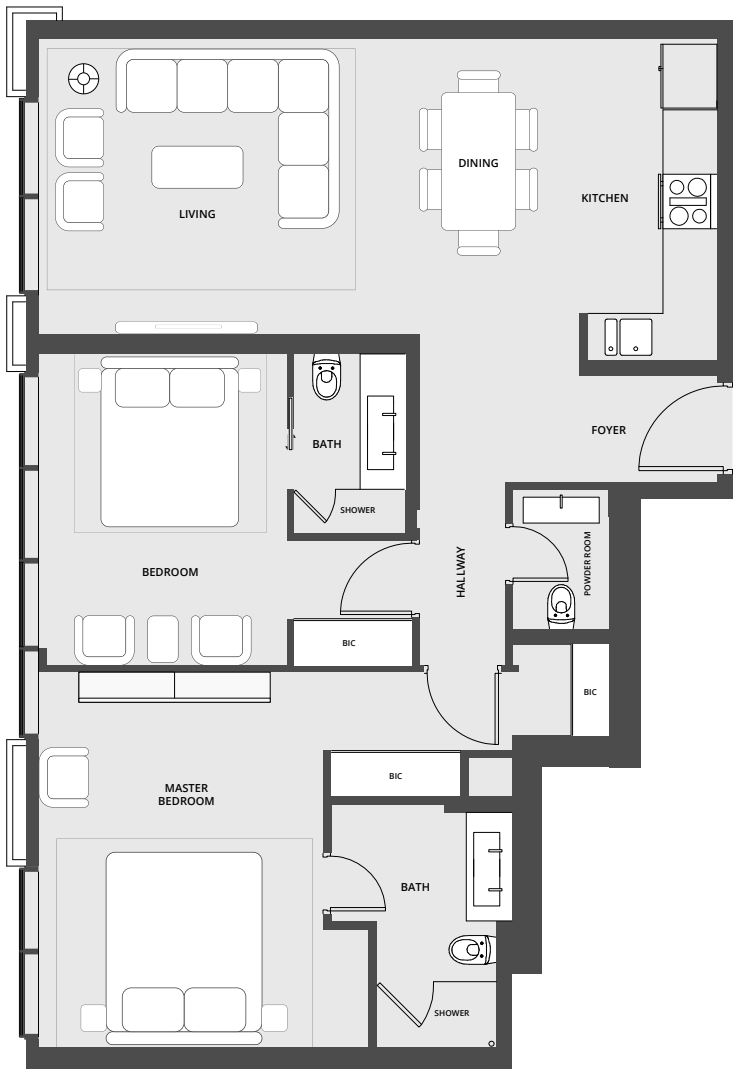 DINING
KITCHEN
LIVING
FOYER
BATH
SHOWER
POWDER ROOM
HALLWAY
BEDROOM
BIC
BIC
BIC
MASTER
BEDROOM
BATH
SHOWER